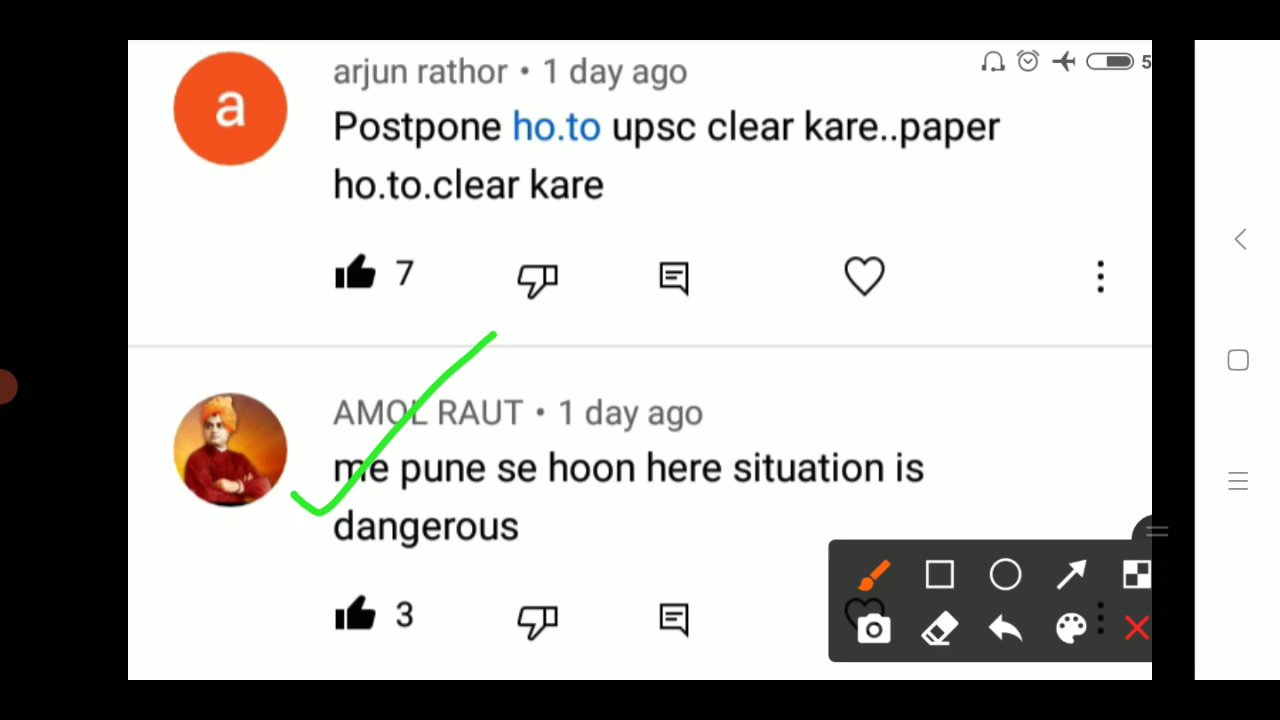 a
arjun rathor • 1 day ago
5
Postpone ho.to upsc clear kare..paper
ho.to.clear kare
7
AMOL RAUT • 1 day ago
me pune se hoon here situation is
dangerous
3